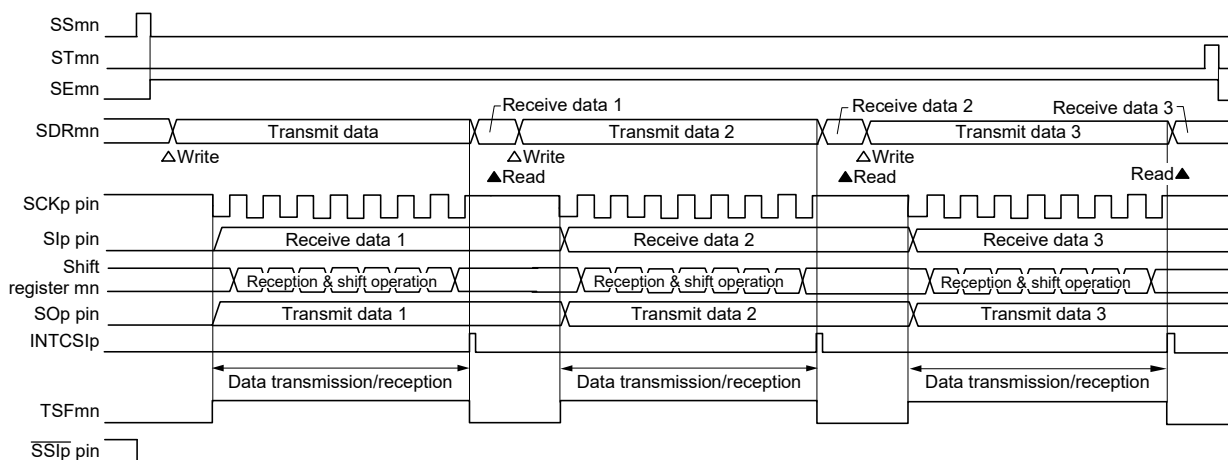 SSmn
STmn
SEmn
Receive data 1
Receive data 2
Receive data 3
SDRmn
Transmit data
Transmit data 2
Transmit data 3
△Write
△Write
△Write
▲Read
▲Read
Read▲
SCKp pin
SIp pin
Receive data 1
Receive data 2
Receive data 3
Shift
register mn
Reception & shift operation
Reception & shift operation
Reception & shift operation
SOp pin
Transmit data 1
Transmit data 2
Transmit data 3
INTCSIp
Data transmission/reception
Data transmission/reception
Data transmission/reception
TSFmn
SSIp pin